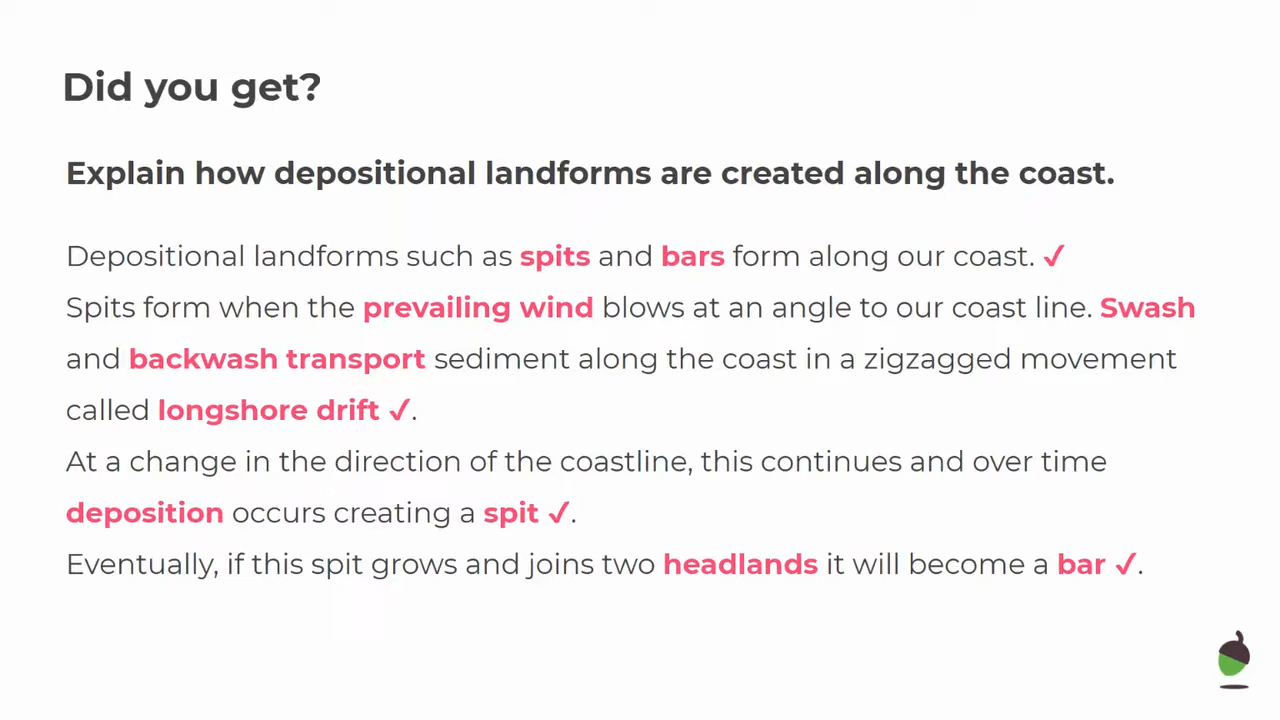 Did you get?
Explain how depositional landforms are created along the coast.
Depositional landforms such as spits and bars form along our coast. ✓
Spits form when the prevailing wind blows at an angle to our coast line. Swash
and backwash transport sediment along the coast in a zigzagged movement
called longshore drift ✓.
At a change in the direction of the coastline, this continues and over time
deposition occurs creating a spit ✓.
Eventually, if this spit grows and joins two headlands it will become a bar ✓.